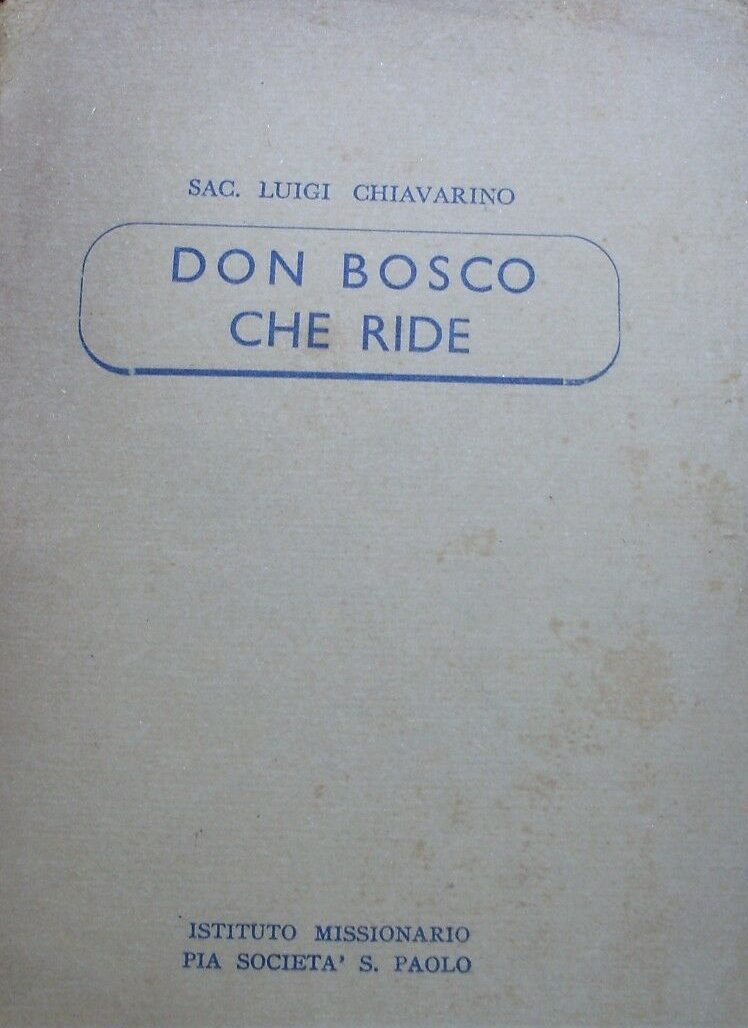 SAC. LUIGI CHIAVARINO
DON BOSCO
CHE RIDE
ISTITUTO MISSIONARIO
PIA SOCIETA' S. PAOLO